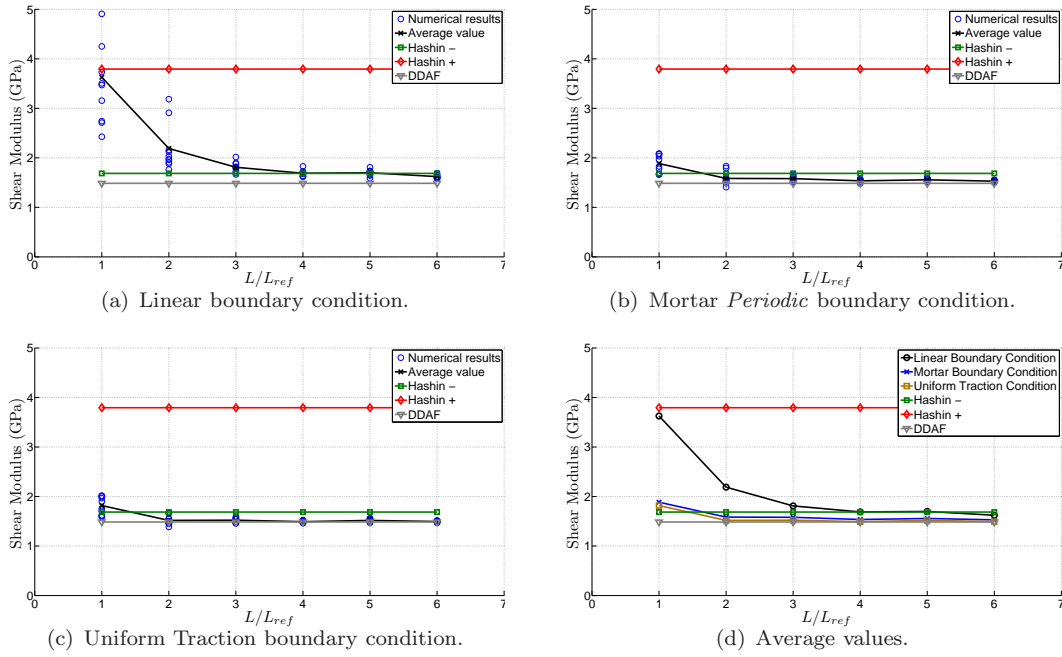 5
4
3
2
1
0
Shear Modulus (GPa)
Numerical results
Average value
Hashin −
Hashin +
DDAF
0 1 2 3 4 5 6 7
L/L_ref
(a) Linear boundary condition.
5
4
3
2
1
0
Shear Modulus (GPa)
Numerical results
Average value
Hashin −
Hashin +
DDAF
0 1 2 3 4 5 6 7
L/L_ref
(b) Mortar Periodic boundary condition.
5
4
3
2
1
0
Shear Modulus (GPa)
Numerical results
Average value
Hashin −
Hashin +
DDAF
0 1 2 3 4 5 6 7
L/L_ref
(c) Uniform Traction boundary condition.
5
4
3
2
1
0
Shear Modulus (GPa)
Linear Boundary Condition
Mortar Boundary Condition
Uniform Traction Condition
Hashin −
Hashin +
DDAF
0 1 2 3 4 5 6 7
L/L_ref
(d) Average values.